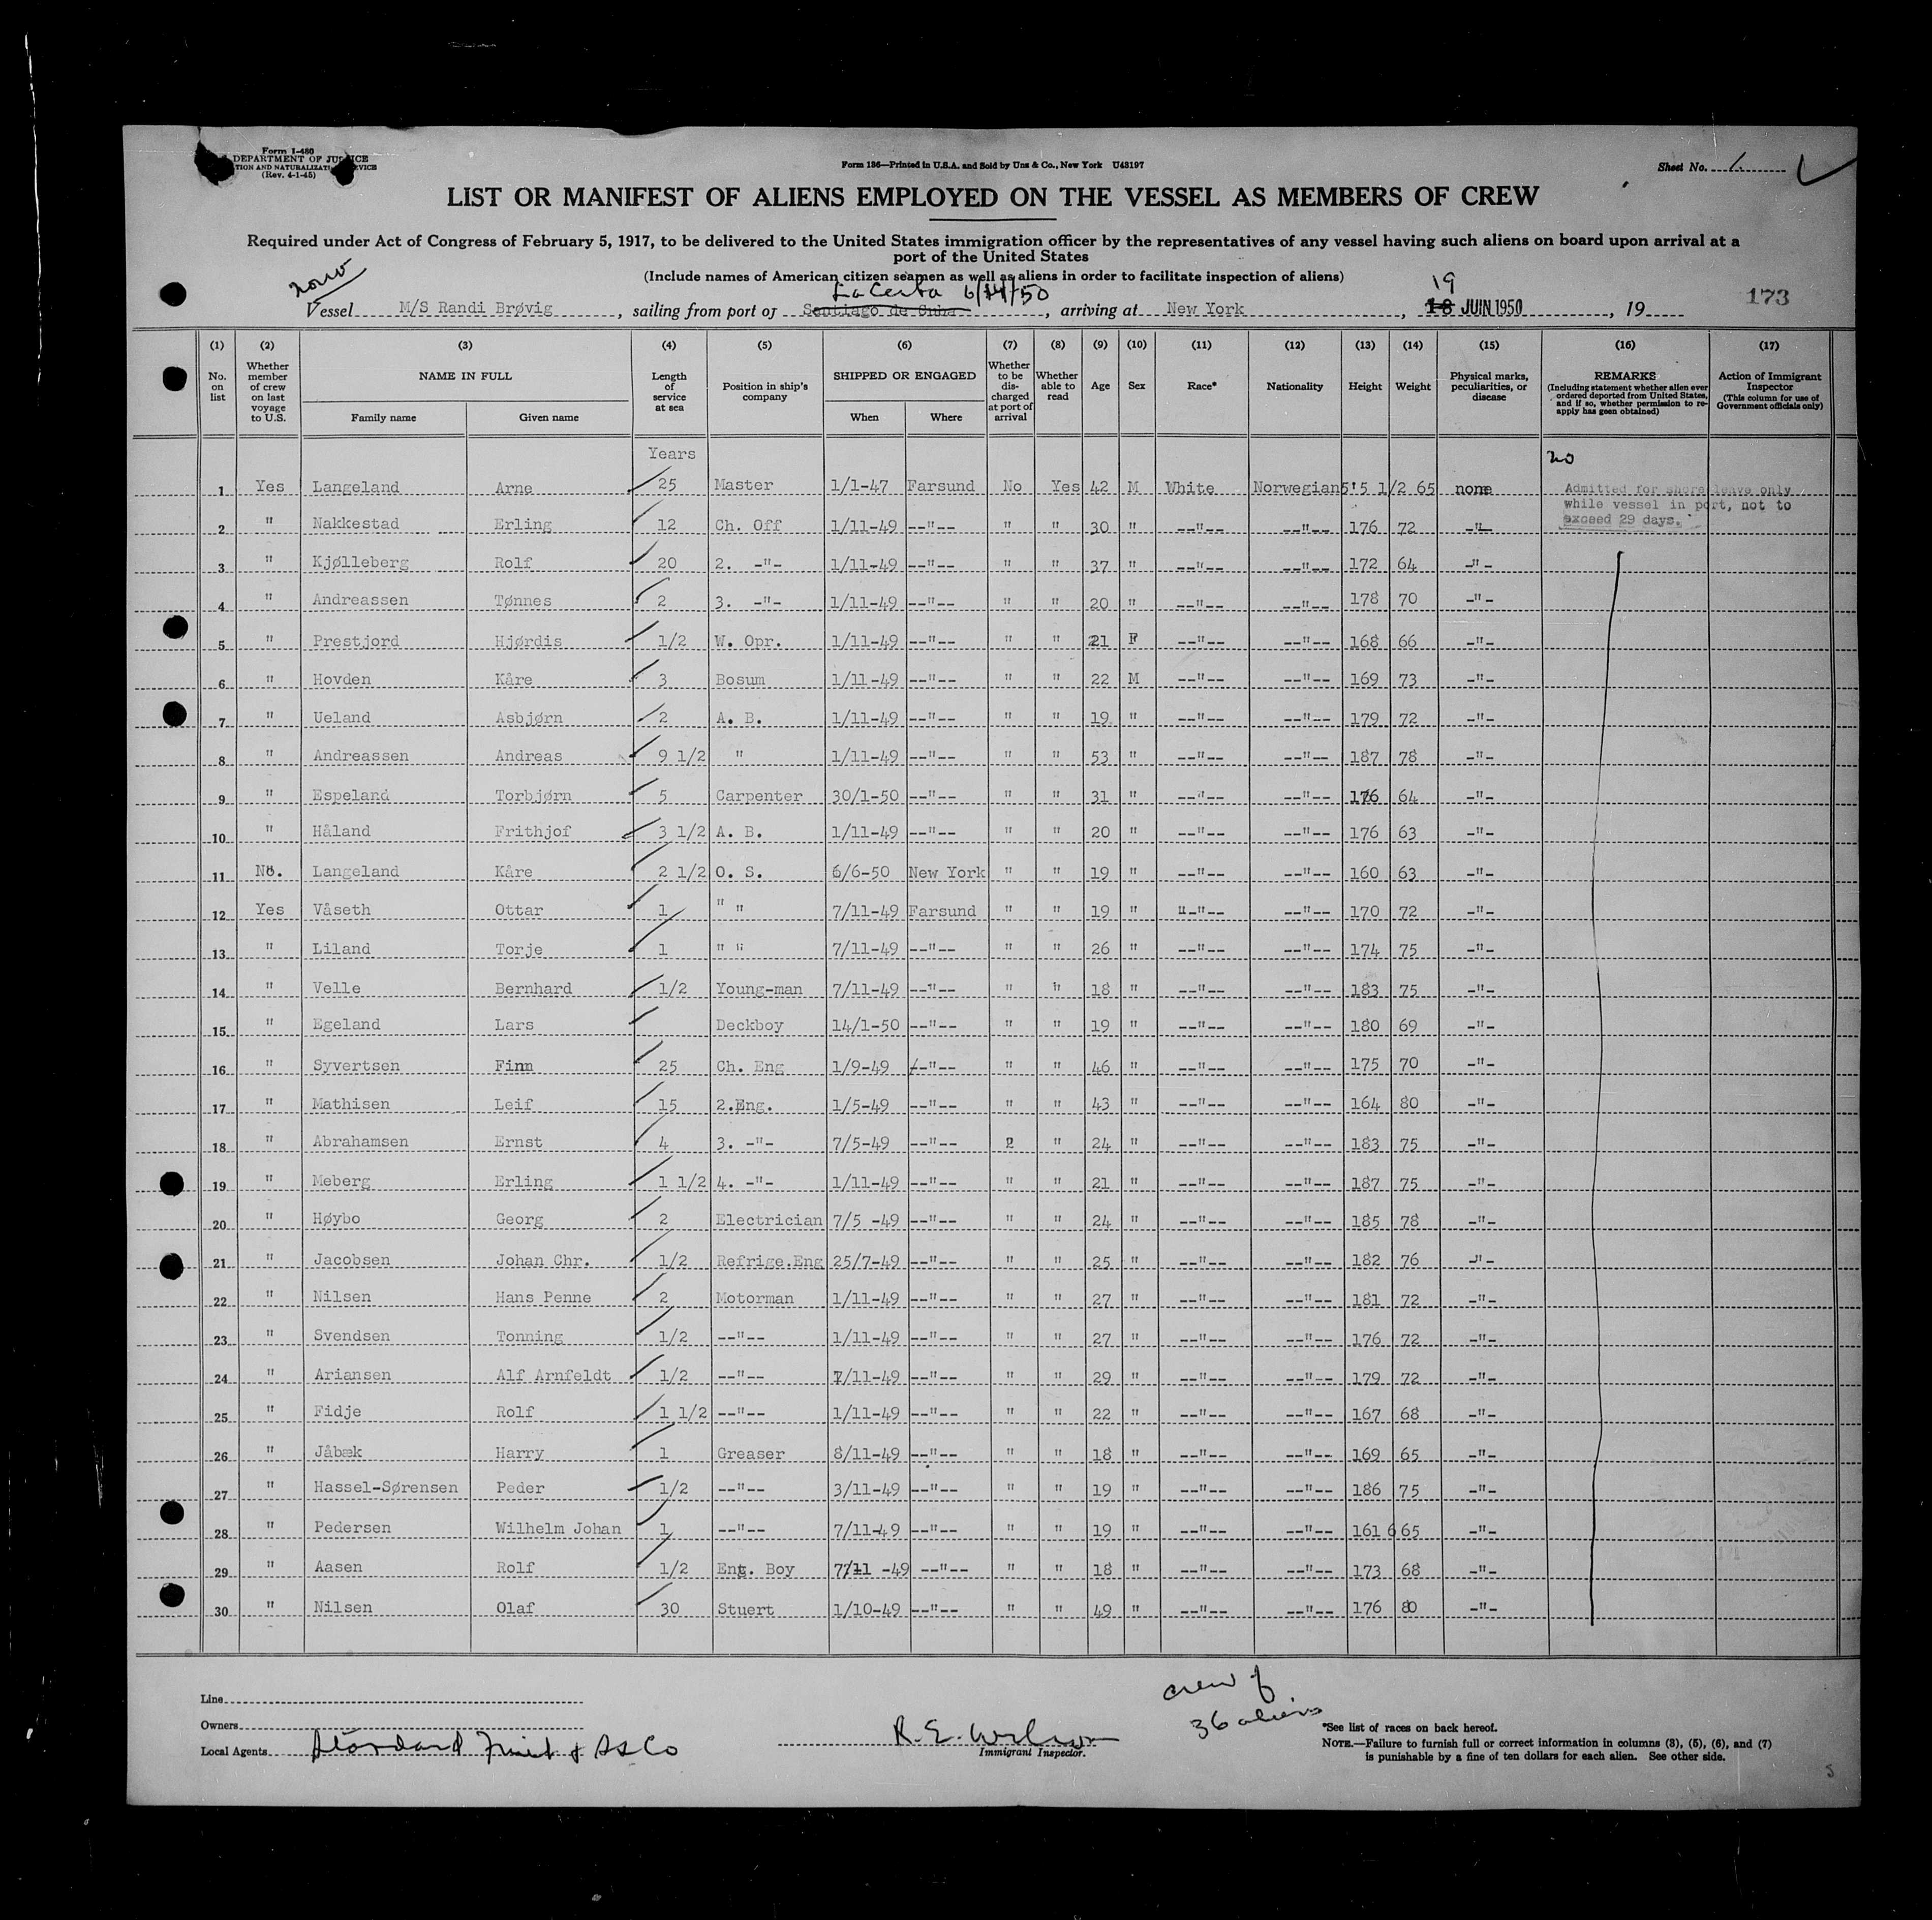 Form I-480
DEPARTMENT OF JUSTICE
(Rev. 4-1-45)
Form 136—Printed in U.S.A. and Sold by Unz & Co., New York U43197
Sheet No. 1.
LIST OR MANIFEST OF ALIENS EMPLOYED ON THE VESSEL AS MEMBERS OF CREW
Required under Act of Congress of February 5, 1917, to be delivered to the United States immigration officer by the representatives of any vessel having such aliens on board upon arrival at a
port of the United States
(Include names of American citizen seamen as well as aliens in order to facilitate inspection of aliens)
norw
La Ceiba 6/14/50
19
Vessel M/S Randi Brøvig, sailing from port of Santiago de Cuba, arriving at New York, 18 JUIN 1950, 19
173
(1) (2) (3) (4) (5) (6) (7) (8) (9) (10) (11) (12) (13) (14) (15) (16) (17)
No. on list
Whether member of crew on last voyage to U.S.
NAME IN FULL
Family name
Given name
Length of service at sea
Position in ship's company
SHIPPED OR ENGAGED
When
Where
Whether to be discharged at port of arrival
Whether able to read
Age
Sex
Race*
Nationality
Height
Weight
Physical marks, peculiarities, or disease
REMARKS
(Including statement whether alien ever ordered deported from United States, and if so, whether permission to reapply has been obtained)
Action of Immigrant Inspector
(This column for use of Government officials only)
Years
no
1 Yes Langeland Arne 25 Master 1/1-47 Farsund No Yes 42 M White Norwegian 5'5 1/2 65 none
Admitted for shore leave only
while vessel in port, not to
exceed 29 days.
2 " Nakkestad Erling 12 Ch. Off 1/11-49 --"-- " " 30 " --"-- --"-- 176 72 -"-
3 " Kjølleberg Rolf 20 2. -"- 1/11-49 --"-- " " 37 " --"-- --"-- 172 64 -"-
4 " Andreassen Tønnes 2 3. -"- 1/11-49 --"-- " " 20 " --"-- --"-- 178 70 -"-
5 " Prestjord Hjørdis 1/2 W. Opr. 1/11-49 --"-- " " 21 F --"-- --"-- 168 66 -"-
6 " Hovden Kåre 3 Bosum 1/11-49 --"-- " " 22 M --"-- --"-- 169 73 -"-
7 " Ueland Asbjørn 2 A. B. 1/11-49 --"-- " " 19 " --"-- --"-- 179 72 -"-
8 " Andreassen Andreas 9 1/2 " 1/11-49 --"-- " " 53 " --"-- --"-- 187 78 -"-
9 " Espeland Torbjørn 5 Carpenter 30/1-50 --"-- " " 31 " --"-- --"-- 176 64 -"-
10 " Håland Frithjof 3 1/2 A. B. 1/11-49 --"-- " " 20 " --"-- --"-- 176 63 -"-
11 No. Langeland Kåre 2 1/2 O. S. 6/6-50 New York " " 19 " --"-- --"-- 160 63 -"-
12 Yes Våseth Ottar 1 " " 7/11-49 Farsund " " 19 " --"-- --"-- 170 72 -"-
13 " Liland Torje 1 " " 7/11-49 --"-- " " 26 " --"-- --"-- 174 75 -"-
14 " Velle Bernhard 1/2 Young-man 7/11-49 --"-- " " 18 " --"-- --"-- 183 75 -"-
15 " Egeland Lars Deckboy 14/1-50 --"-- " " 19 " --"-- --"-- 180 69 -"-
16 " Syvertsen Finn 25 Ch. Eng 1/9-49 --"-- " " 46 " --"-- --"-- 175 70 -"-
17 " Mathisen Leif 15 2.Eng. 1/5-49 --"-- " " 43 " --"-- --"-- 164 80 -"-
18 " Abrahamsen Ernst 4 3. -"- 7/5-49 --"-- " 24 " --"-- --"-- 183 75 -"-
19 " Meberg Erling 1 1/2 4. -"- 1/11-49 --"-- " " 21 " --"-- --"-- 187 75 -"-
20 " Høybo Georg 2 Electrician 7/5 -49 --"-- " " 24 " --"-- --"-- 185 78 -"-
21 " Jacobsen Johan Chr. 1/2 Refrige.Eng 25/7-49 --"-- " " 25 " --"-- --"-- 182 76 -"-
22 " Nilsen Hans Penne 2 Motorman 1/11-49 --"-- " " 27 " --"-- --"-- 181 72 -"-
23 " Svendsen Tonning 1/2 --"-- 1/11-49 --"-- " " 27 " --"-- --"-- 176 72 -"-
24 " Ariansen Alf Arnfeldt 1/2 --"-- /11-49 --"-- " " 29 " --"-- --"-- 179 72 -"-
25 " Fidje Rolf 1 1/2 --"-- 1/11-49 --"-- " " 22 " --"-- --"-- 167 68 -"-
26 " Jåbæk Harry 1 Greaser 8/11-49 --"-- " " 18 " --"-- --"-- 169 65 -"-
27 " Hassel-Sørensen Peder 1/2 --"-- 3/11-49 --"-- " " 19 " --"-- --"-- 186 75 -"-
28 " Pedersen Wilhelm Johan 1 --"-- 7/11-49 --"-- " " 19 " --"-- --"-- 161 6 65 -"-
29 " Aasen Rolf 1/2 Eng. Boy 7/11 -49 --"-- " " 18 " --"-- --"-- 173 68 -"-
30 " Nilsen Olaf 30 Stuert 1/10-49 --"-- " " 49 " --"-- --"-- 176 80 -"-
crew of
36 aliens
Line
Owners
Local Agents Standard Fruit & SS Co
R. E. Wilson
Immigrant Inspector.
*See list of races on back hereof.
NOTE.—Failure to furnish full or correct information in columns (3), (5), (6), and (7)
is punishable by a fine of ten dollars for each alien. See other side.